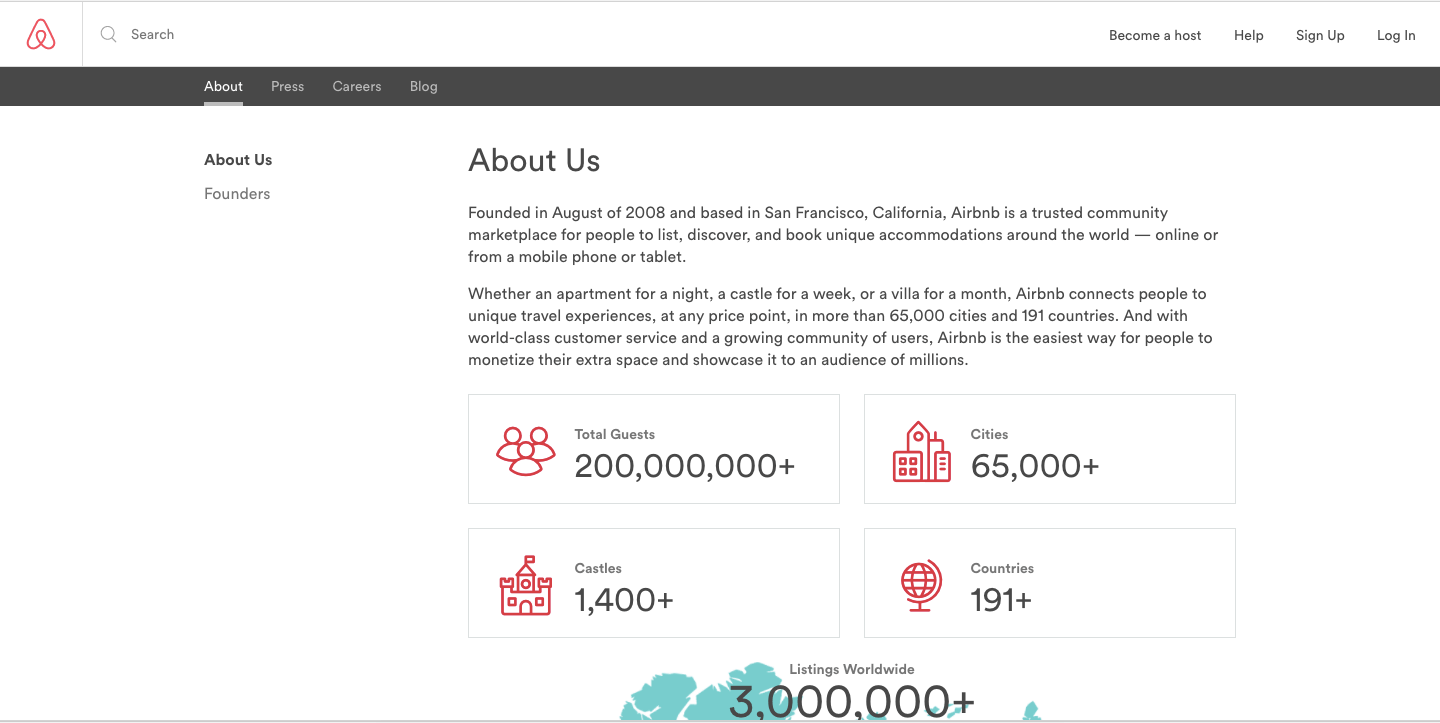 Search
Become a host
Help
Sign Up
Log In
About
Press
Careers
Blog
About Us
Founders
About Us
Founded in August of 2008 and based in San Francisco, California, Airbnb is a trusted community
marketplace for people to list, discover, and book unique accommodations around the world — online or
from a mobile phone or tablet.
Whether an apartment for a night, a castle for a week, or a villa for a month, Airbnb connects people to
unique travel experiences, at any price point, in more than 65,000 cities and 191 countries. And with
world-class customer service and a growing community of users, Airbnb is the easiest way for people to
monetize their extra space and showcase it to an audience of millions.
Total Guests
200,000,000+
Cities
65,000+
Castles
1,400+
Countries
191+
Listings Worldwide
3,000,000+